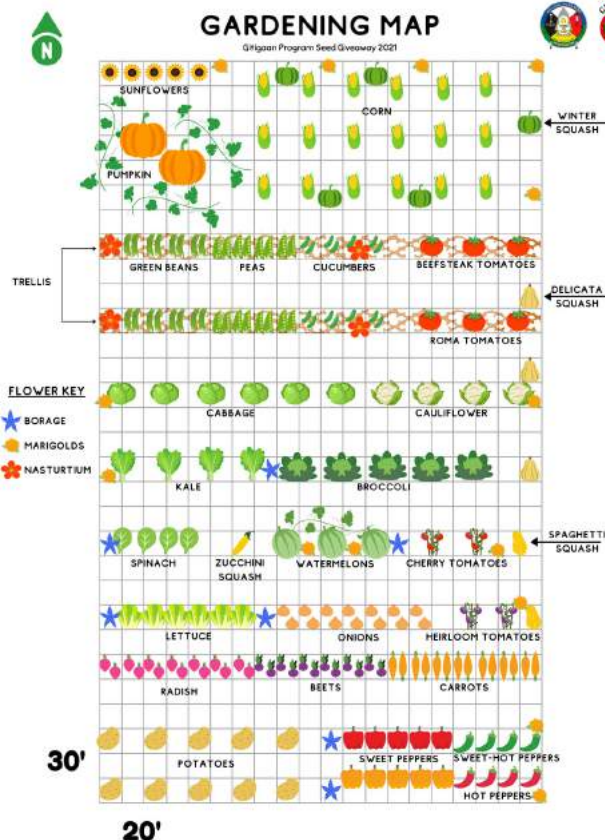 GARDENING MAP
Gitigaan Program Seed Giveaway 2021
N
SUNFLOWERS
CORN
WINTER
SQUASH
PUMPKIN
TRELLIS
GREEN BEANS
PEAS
CUCUMBERS
BEEFSTEAK TOMATOES
DELICATA
SQUASH
ROMA TOMATOES
FLOWER KEY
BORAGE
MARIGOLDS
NASTURTIUM
CABBAGE
CAULIFLOWER
KALE
BROCCOLI
SPINACH
ZUCCHINI
SQUASH
WATERMELONS
CHERRY TOMATOES
SPAGHETTI
SQUASH
LETTUCE
ONIONS
HEIRLOOM TOMATOES
RADISH
BEETS
CARROTS
30'
POTATOES
SWEET PEPPERS
SWEET-HOT PEPPERS
HOT PEPPERS
20'